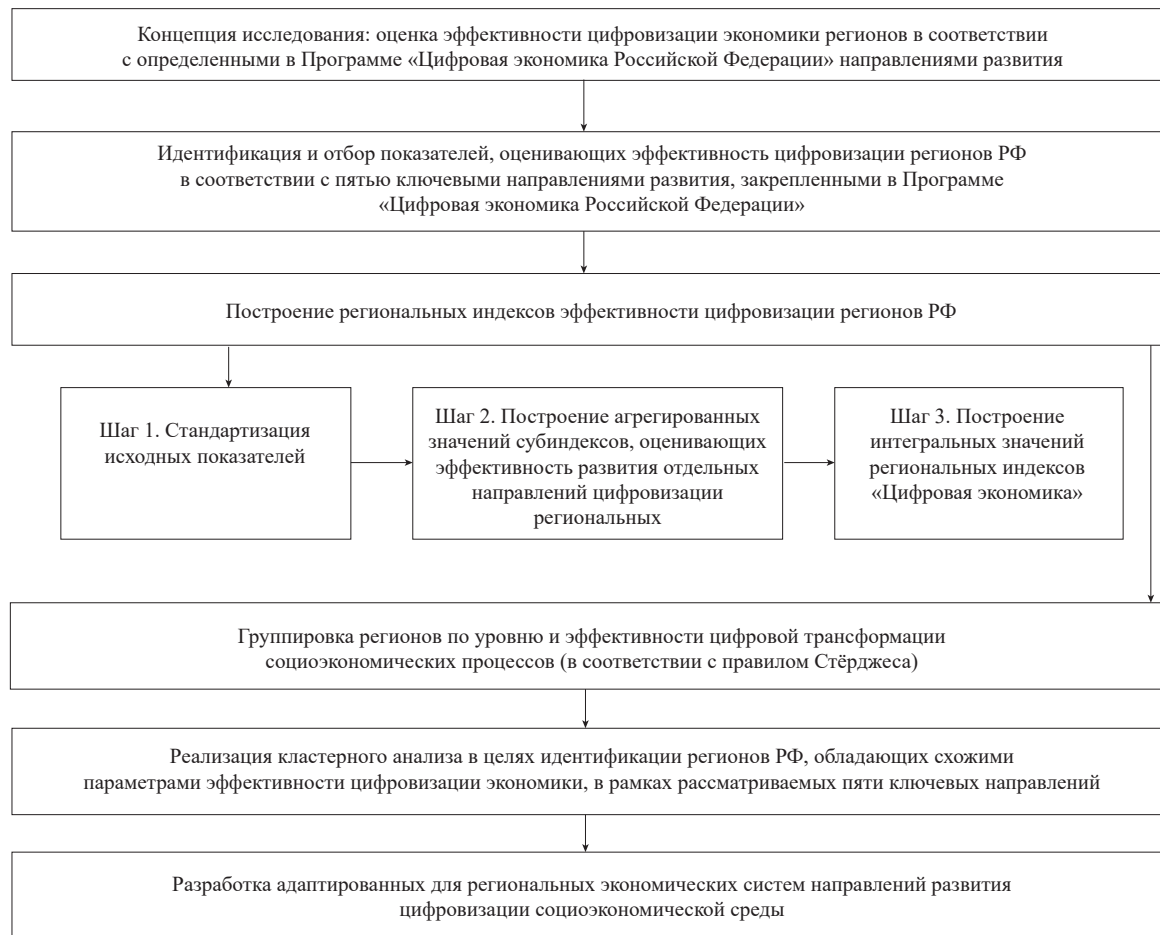 Концепция исследования: оценка эффективности цифровизации экономики регионов в соответствии
с определенными в Программе «Цифровая экономика Российской Федерации» направлениями развития
Идентификация и отбор показателей, оценивающих эффективность цифровизации регионов РФ
в соответствии с пятью ключевыми направлениями развития, закрепленными в Программе
«Цифровая экономика Российской Федерации»
Построение региональных индексов эффективности цифровизации регионов РФ
Шаг 1. Стандартизация
исходных показателей
Шаг 2. Построение агрегированных
значений субиндексов, оценивающих
эффективность развития отдельных
направлений цифровизации
региональных
Шаг 3. Построение
интегральных значений
региональных индексов
«Цифровая экономика»
Группировка регионов по уровню и эффективности цифровой трансформации
социоэкономических процессов (в соответствии с правилом Стёрджеса)
Реализация кластерного анализа в целях идентификации регионов РФ, обладающих схожими
параметрами эффективности цифровизации экономики, в рамках рассматриваемых пяти ключевых направлений
Разработка адаптированных для региональных экономических систем направлений развития
цифровизации социоэкономической среды